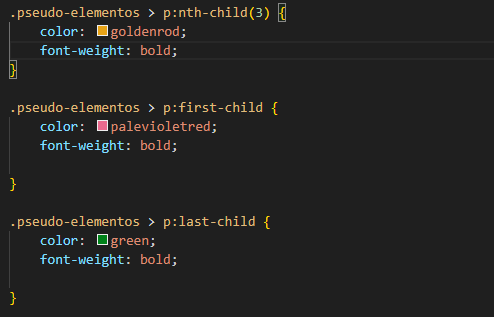 .pseudo-elementos > p:nth-child(3) {
color: goldenrod;
font-weight: bold;
}
.pseudo-elementos > p:first-child {
color: palevioletred;
font-weight: bold;
}
.pseudo-elementos > p:last-child {
color: green;
font-weight: bold;
}